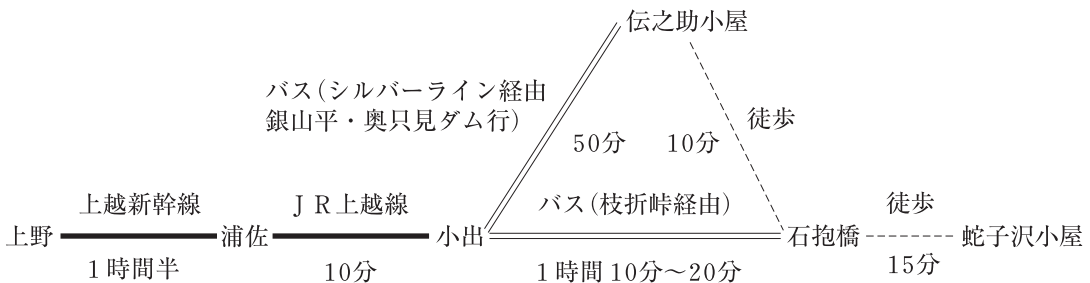 伝之助小屋
バス（シルバーライン経由
銀山平・奥只見ダム行）
徒歩
50分
10分
上越新幹線
ＪＲ上越線
バス（枝折峠経由）
徒歩
上野
浦佐
小出
石抱橋
蛇子沢小屋
１時間半
10分
１時間10分〜20分
15分